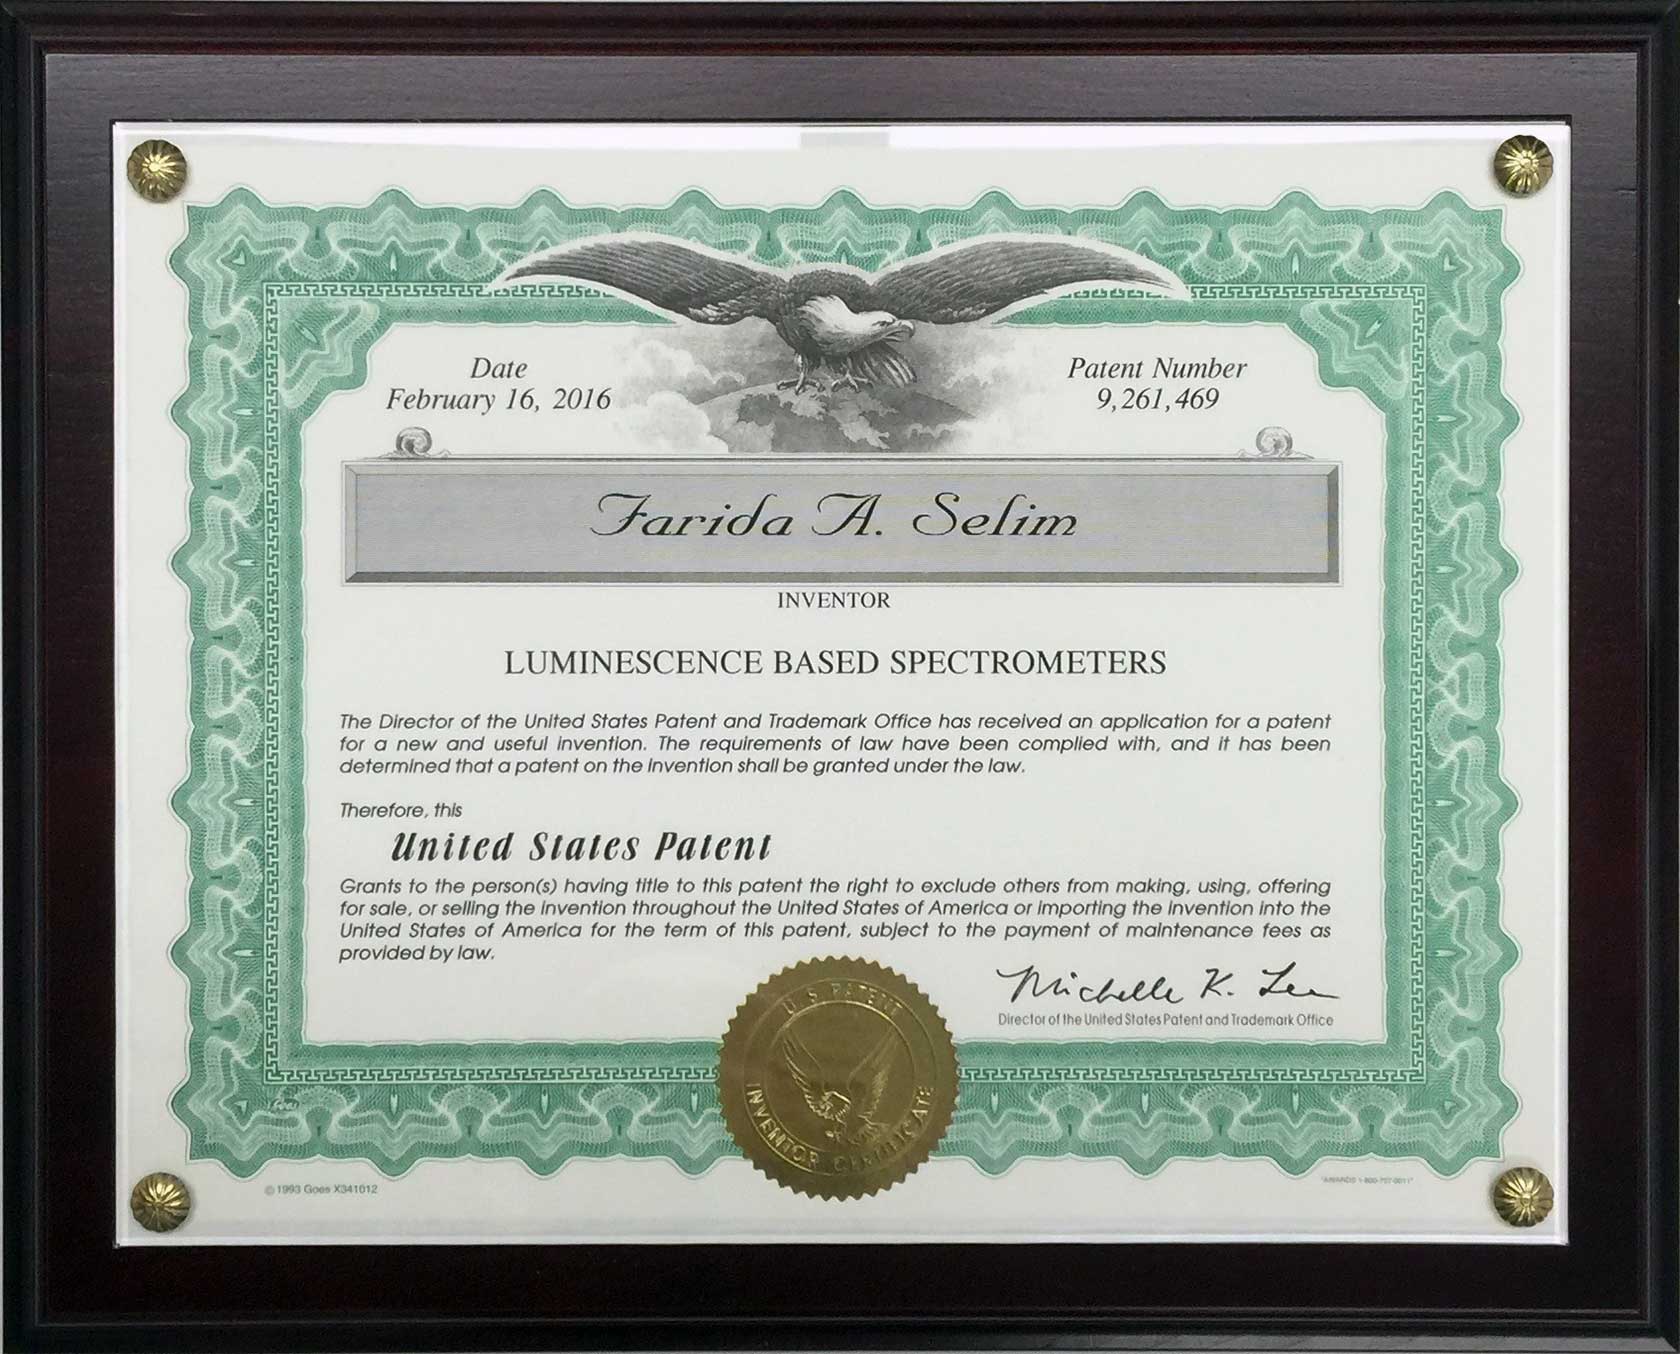 Date
February 16, 2016
Patent Number
9,261,469
Farida A. Selim
INVENTOR
LUMINESCENCE BASED SPECTROMETERS
The Director of the United States Patent and Trademark Office has received an application for a patent
for a new and useful invention. The requirements of law have been complied with, and it has been
determined that a patent on the invention shall be granted under the law.
Therefore, this
United States Patent
Grants to the person(s) having title to this patent the right to exclude others from making, using, offering
for sale, or selling the invention throughout the United States of America or importing the invention into the
United States of America for the term of this patent, subject to the payment of maintenance fees as
provided by law.
Michelle K. Lee
Director of the United States Patent and Trademark Office
U S PATENT
INVENTOR CERTIFICATE
Goes
© 1993 Goes X341012